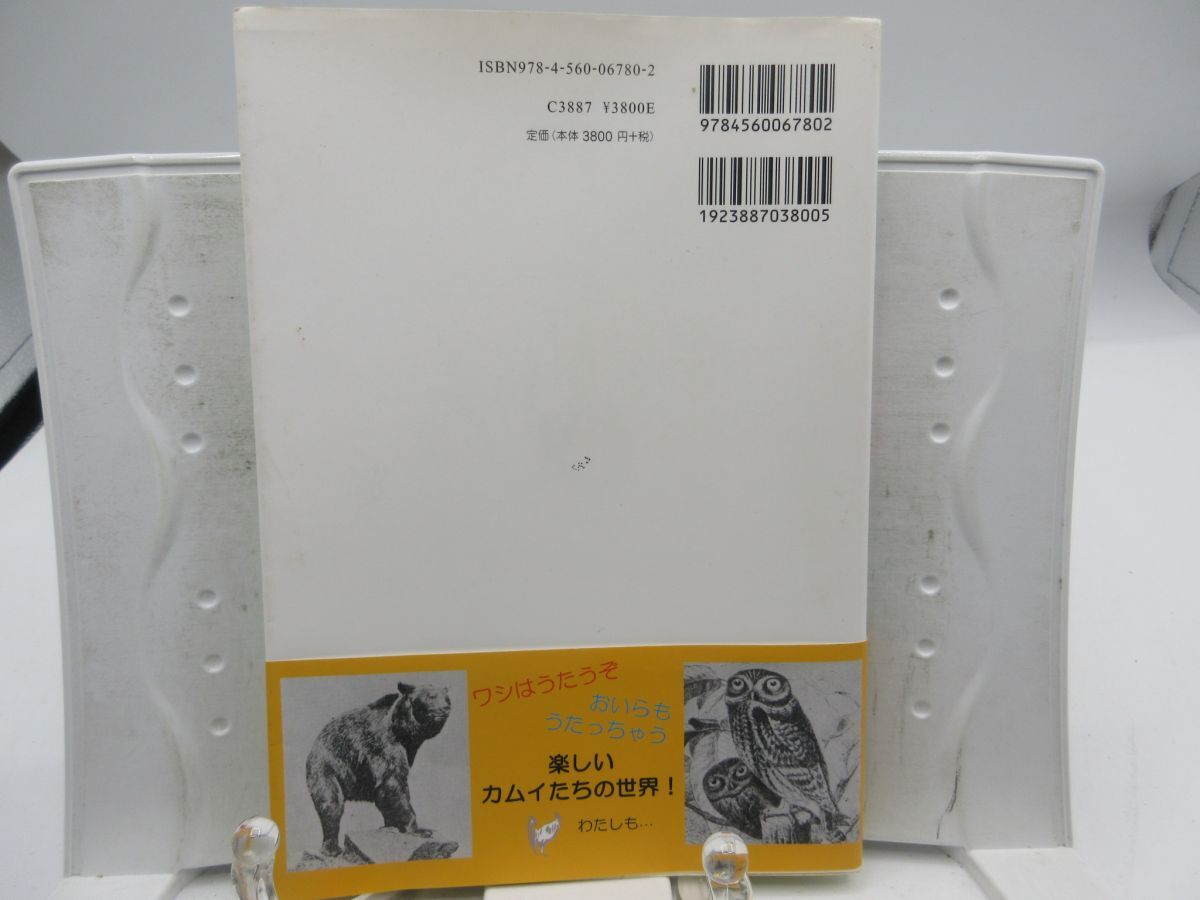 ISBN978-4-560-06780-2
C3887 ¥3800E
定価(本体 3800 円+税)
9784560067802
1923887038005
ワシはうたうぞ
おいらも
うたっちゃう
楽しい
カムイたちの世界!
わたしも…